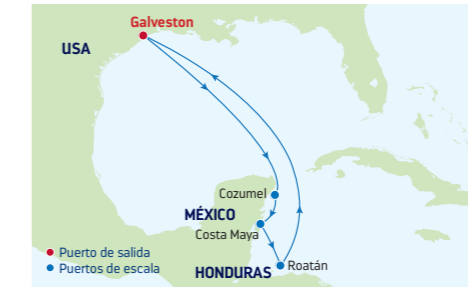 Galveston
USA
Cozumel
MÉXICO
Costa Maya
Puerto de salida
Puertos de escala
HONDURAS
Roatán